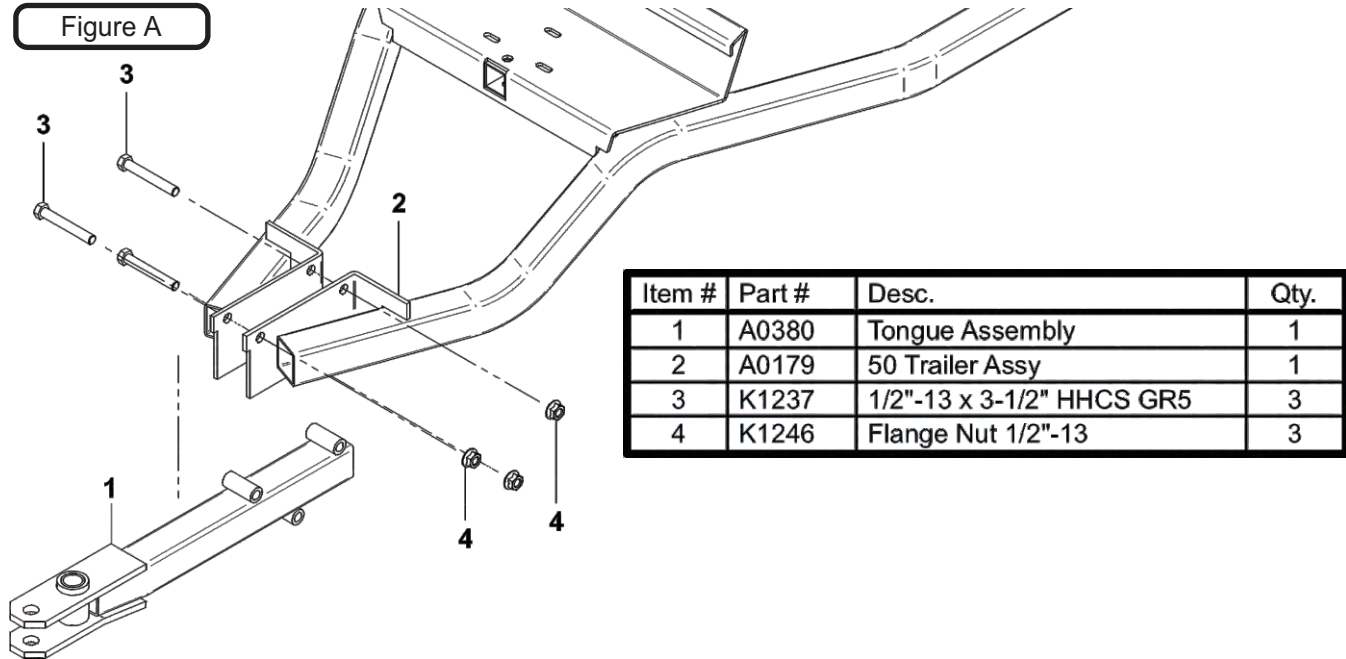 Figure A
3
3
2
1
4
4
Item # Part # Desc. Qty.
1 A0380 Tongue Assembly 1
2 A0179 50 Trailer Assy 1
3 K1237 1/2"-13 x 3-1/2" HHCS GR5 3
4 K1246 Flange Nut 1/2"-13 3